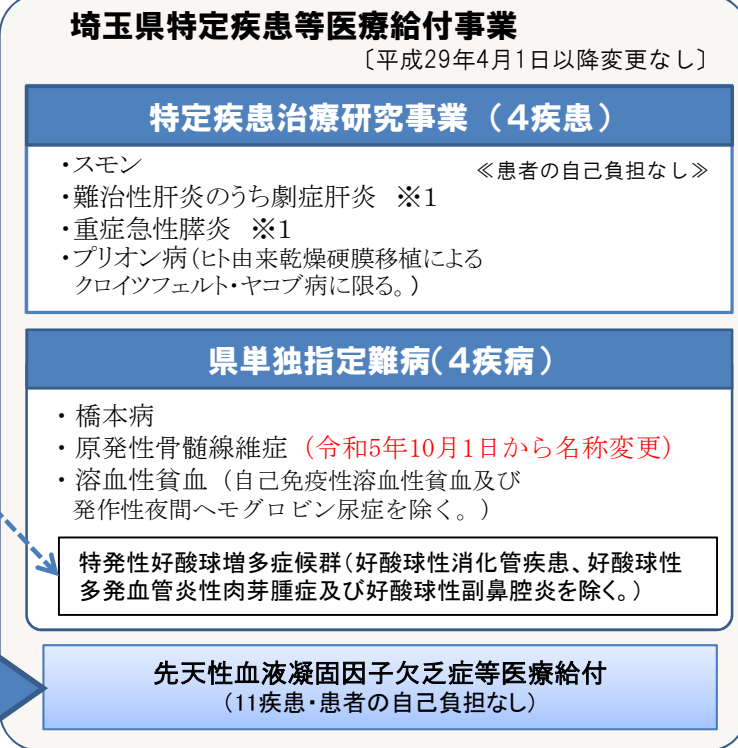 埼玉県特定疾患等医療給付事業
〔平成29年4月1日以降変更なし〕
特定疾患治療研究事業（4疾患）
・スモン ≪患者の自己負担なし≫
・難治性肝炎のうち劇症肝炎 ※1
・重症急性膵炎 ※1
・プリオン病(ヒト由来乾燥硬膜移植による
クロイツフェルト・ヤコブ病に限る。)
県単独指定難病(4疾病)
・橋本病
・原発性骨髄線維症（令和5年10月1日から名称変更）
・溶血性貧血（自己免疫性溶血性貧血及び
発作性夜間ヘモグロビン尿症を除く。）
特発性好酸球増多症候群(好酸球性消化管疾患、好酸球性
多発血管炎性肉芽腫症及び好酸球性副鼻腔炎を除く。)
先天性血液凝固因子欠乏症等医療給付
(11疾患・患者の自己負担なし)